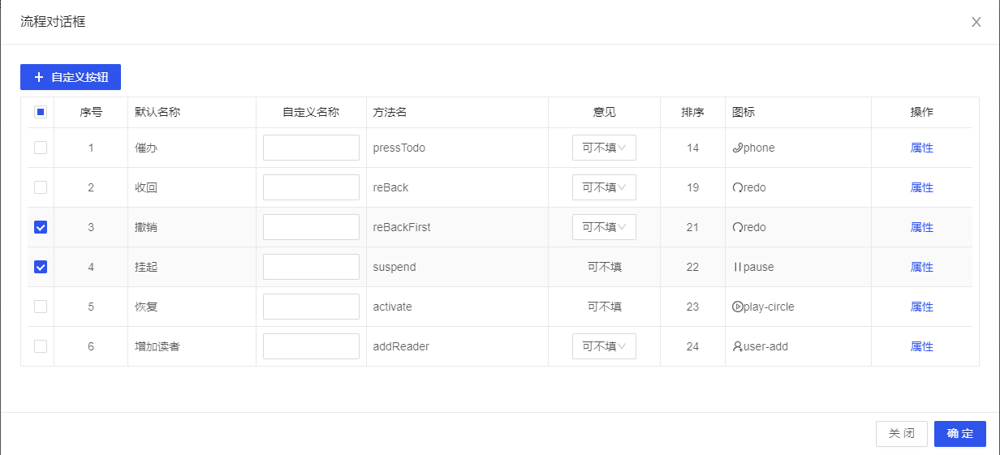 流程对话框
X
+ 自定义按钮
序号 默认名称 自定义名称 方法名 意见 排序 图标 操作
1 催办 pressTodo 可不填 14 phone 属性
2 收回 reBack 可不填 19 redo 属性
3 撤销 reBackFirst 可不填 21 redo 属性
4 挂起 suspend 可不填 22 pause 属性
5 恢复 activate 可不填 23 play-circle 属性
6 增加读者 addReader 可不填 24 user-add 属性
关 闭 确 定